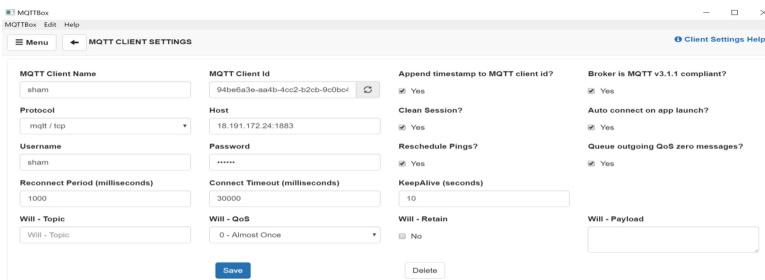 MQTTBox
MQTTBox Edit Help
Menu MQTT CLIENT SETTINGS Client Settings Help
MQTT Client Name MQTT Client Id Append timestamp to MQTT client id? Broker is MQTT v3.1.1 compliant?
sham 94be6a3e-aa4b-4cc2-b2cb-9c0bc4 Yes Yes
Protocol Host Clean Session? Auto connect on app launch?
mqtt / tcp 18.191.172.24:1883 Yes Yes
Username Password Reschedule Pings? Queue outgoing QoS zero messages?
sham •••••• Yes Yes
Reconnect Period (milliseconds) Connect Timeout (milliseconds) KeepAlive (seconds)
1000 30000 10
Will - Topic Will - QoS Will - Retain Will - Payload
Will - Topic 0 - Almost Once No
Save Delete